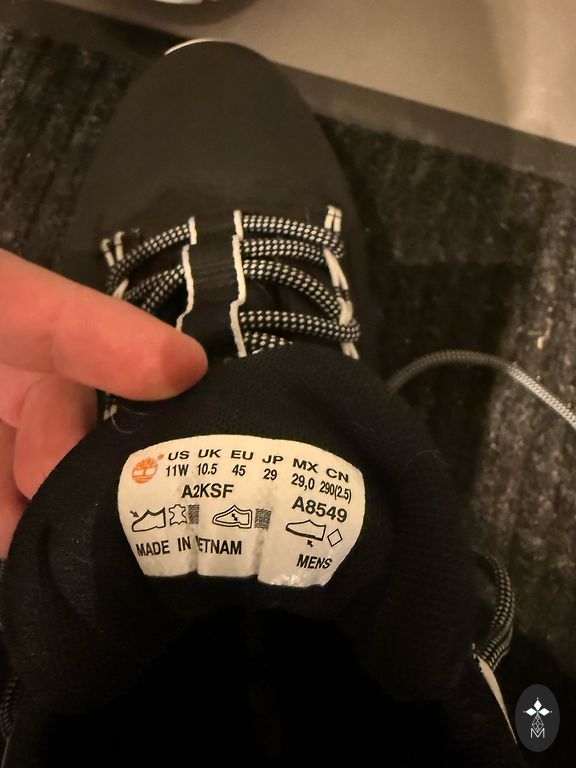 US UK EU JP MX CN
11W 10.5 45 29 29,0 290(2.5)
A2KSF A8549
MADE IN ETNAM MENS